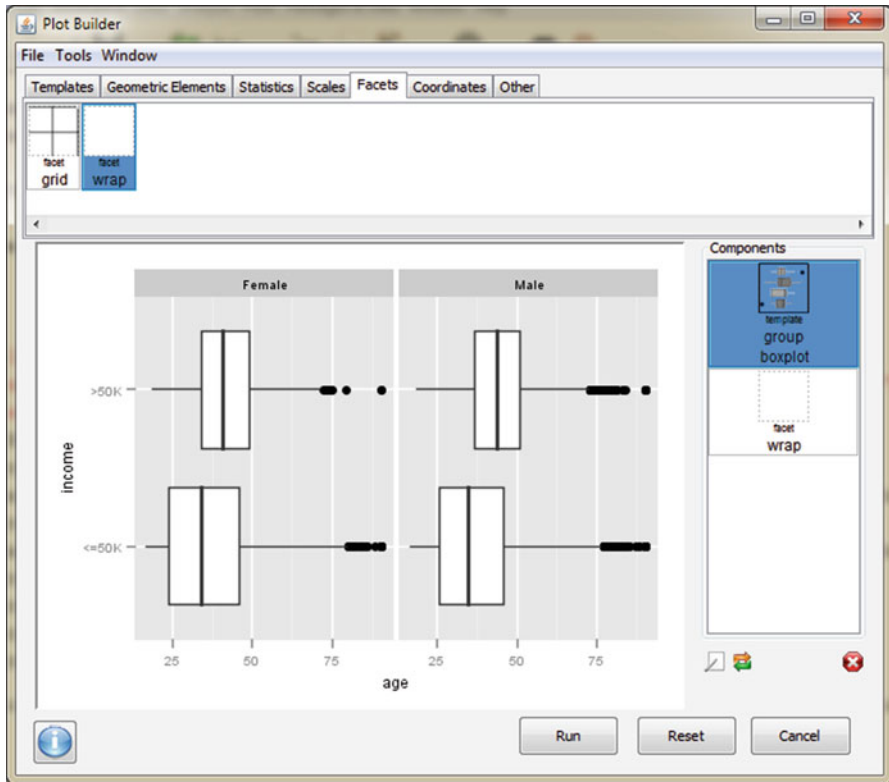 Plot Builder
File Tools Window
Templates Geometric Elements Statistics Scales Facets Coordinates Other
facet
grid
facet
wrap
Components
template
group
boxplot
facet
wrap
Female Male
>50K
<=50K
income
25 50 75 25 50 75
age
Run Reset Cancel